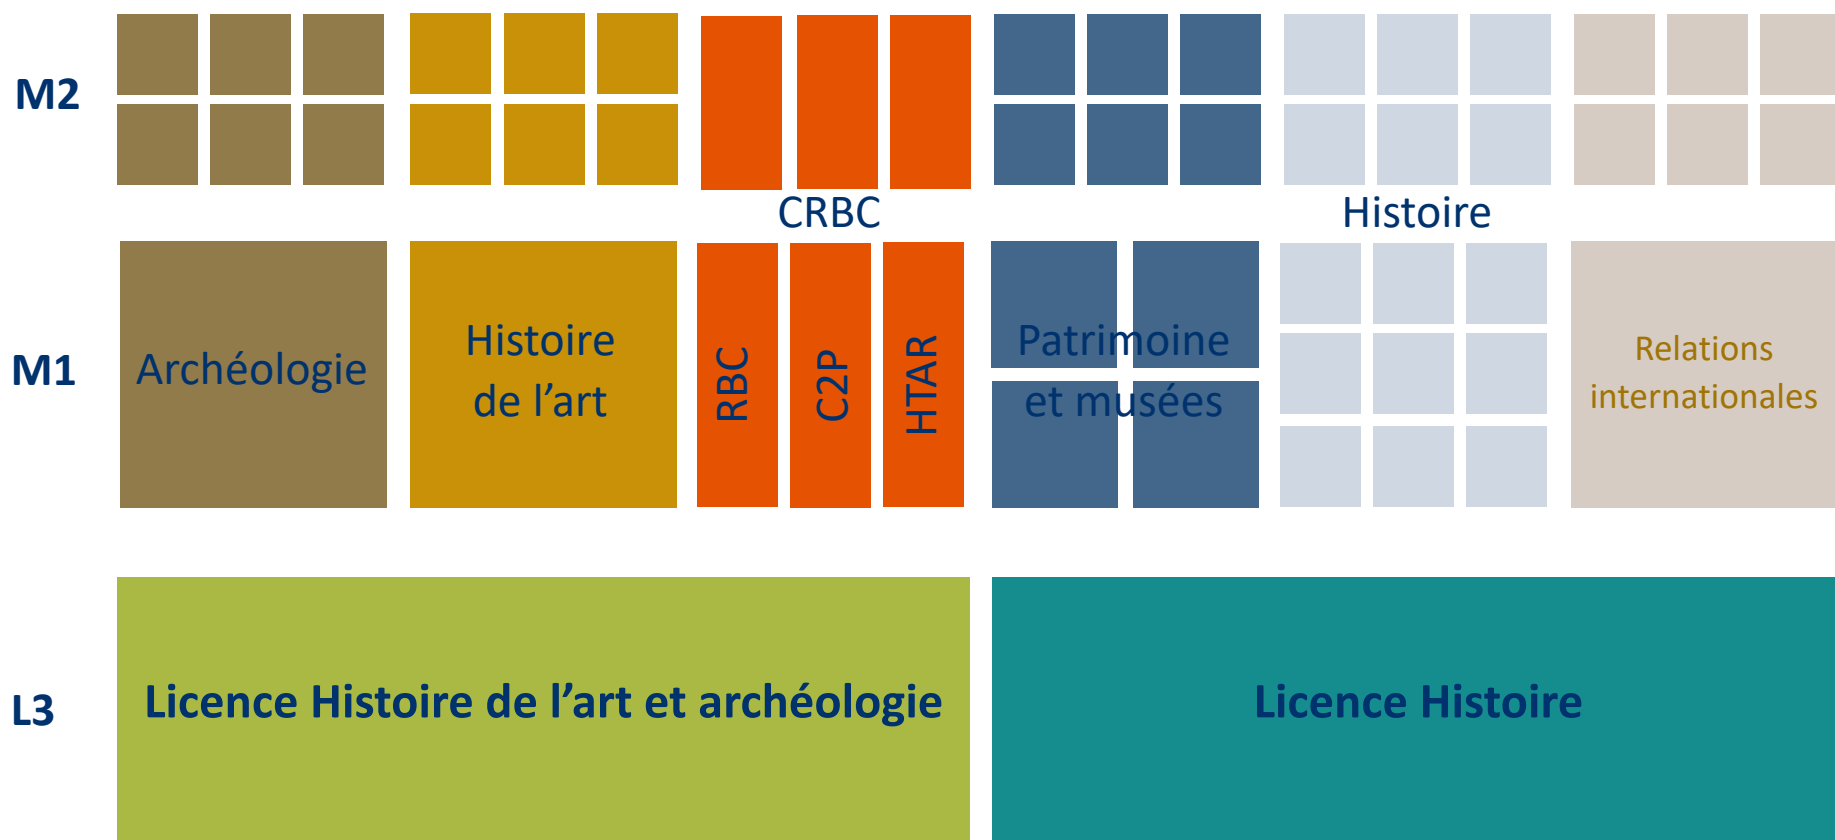 M2
CRBC
Histoire
M1
Archéologie
Histoire
de l’art
RBC
C2P
HTAR
Patrimoine
et musées
Relations
internationales
L3
Licence Histoire de l’art et archéologie
Licence Histoire